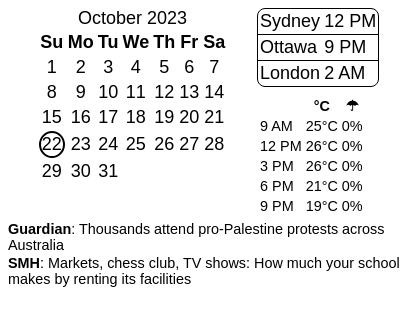 October 2023
Su Mo Tu We Th Fr Sa
1 2 3 4 5 6 7
8 9 10 11 12 13 14
15 16 17 18 19 20 21
22 23 24 25 26 27 28
29 30 31
Sydney 12 PM
Ottawa 9 PM
London 2 AM
°C ☂
9 AM 25°C 0%
12 PM 26°C 0%
3 PM 26°C 0%
6 PM 21°C 0%
9 PM 19°C 0%
Guardian: Thousands attend pro-Palestine protests across
Australia
SMH: Markets, chess club, TV shows: How much your school
makes by renting its facilities